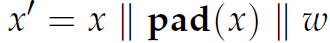 x′ = x ∥ pad(x) ∥ w